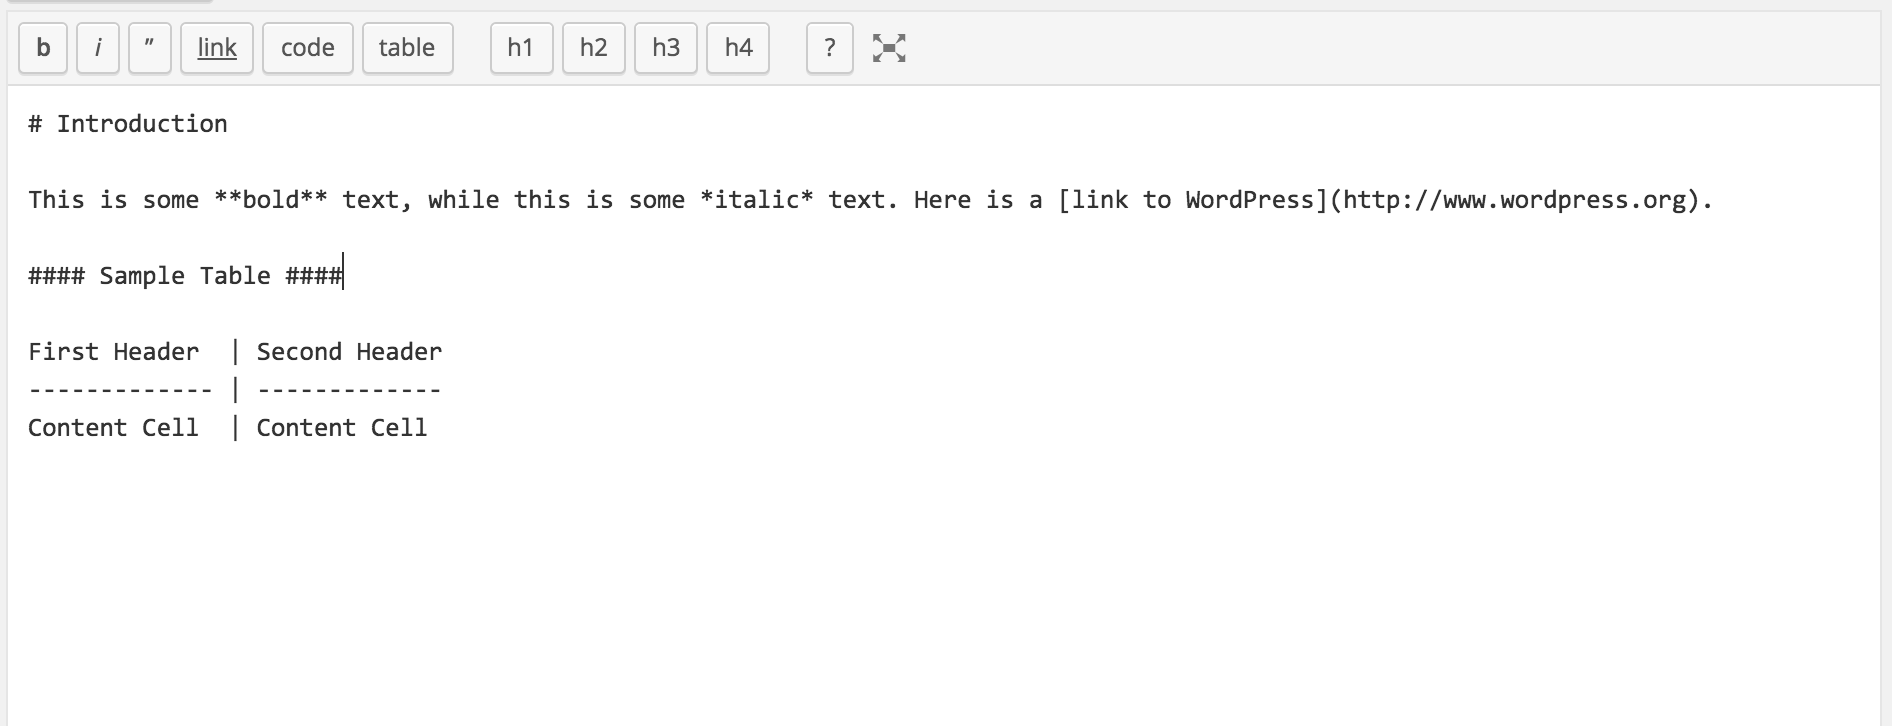 b i " link code table h1 h2 h3 h4 ?
# Introduction
This is some **bold** text, while this is some *italic* text. Here is a [link to WordPress](http://www.wordpress.org).
#### Sample Table ####
First Header  | Second Header
------------- | -------------
Content Cell  | Content Cell